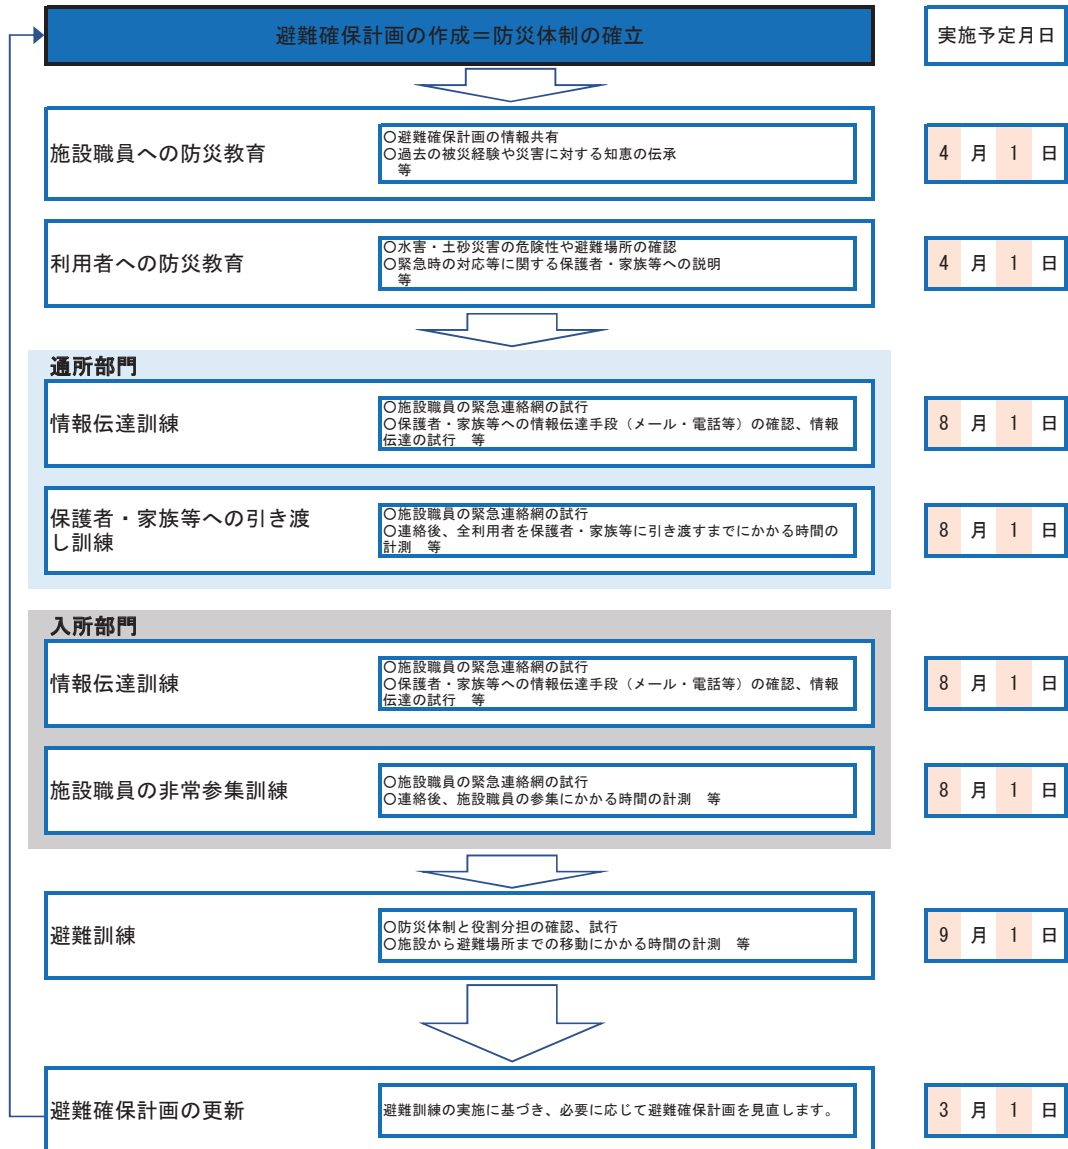 避難確保計画の作成＝防災体制の確立
実施予定月日
施設職員への防災教育
〇避難確保計画の情報共有
〇過去の被災経験や災害に対する知恵の伝承
等
4 月 1 日
利用者への防災教育
〇水害・土砂災害の危険性や避難場所の確認
〇緊急時の対応等に関する保護者・家族等への説明
等
4 月 1 日
通所部門
情報伝達訓練
〇施設職員の緊急連絡網の試行
〇保護者・家族等への情報伝達手段（メール・電話等）の確認、情報
伝達の試行　等
8 月 1 日
保護者・家族等への引き渡
し訓練
〇施設職員の緊急連絡網の試行
〇連絡後、全利用者を保護者・家族等に引き渡すまでにかかる時間の
計測　等
8 月 1 日
入所部門
情報伝達訓練
〇施設職員の緊急連絡網の試行
〇保護者・家族等への情報伝達手段（メール・電話等）の確認、情報
伝達の試行　等
8 月 1 日
施設職員の非常参集訓練
〇施設職員の緊急連絡網の試行
〇連絡後、施設職員の参集にかかる時間の計測　等
8 月 1 日
避難訓練
〇防災体制と役割分担の確認、試行
〇施設から避難場所までの移動にかかる時間の計測　等
9 月 1 日
避難確保計画の更新
避難訓練の実施に基づき、必要に応じて避難確保計画を見直します。
3 月 1 日